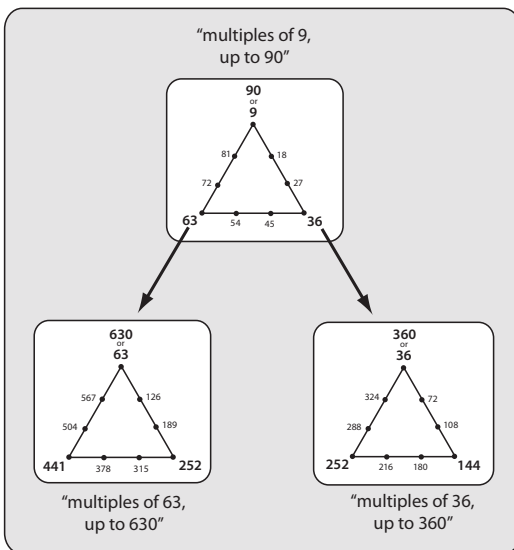 “multiples of 9,
up to 90”
90
or
9
81 18
72 27
63 36
54 45
630
or
63
567 126
504 189
441 252
378 315
“multiples of 63,
up to 630”
360
or
36
324 72
288 108
252 144
216 180
“multiples of 36,
up to 360”